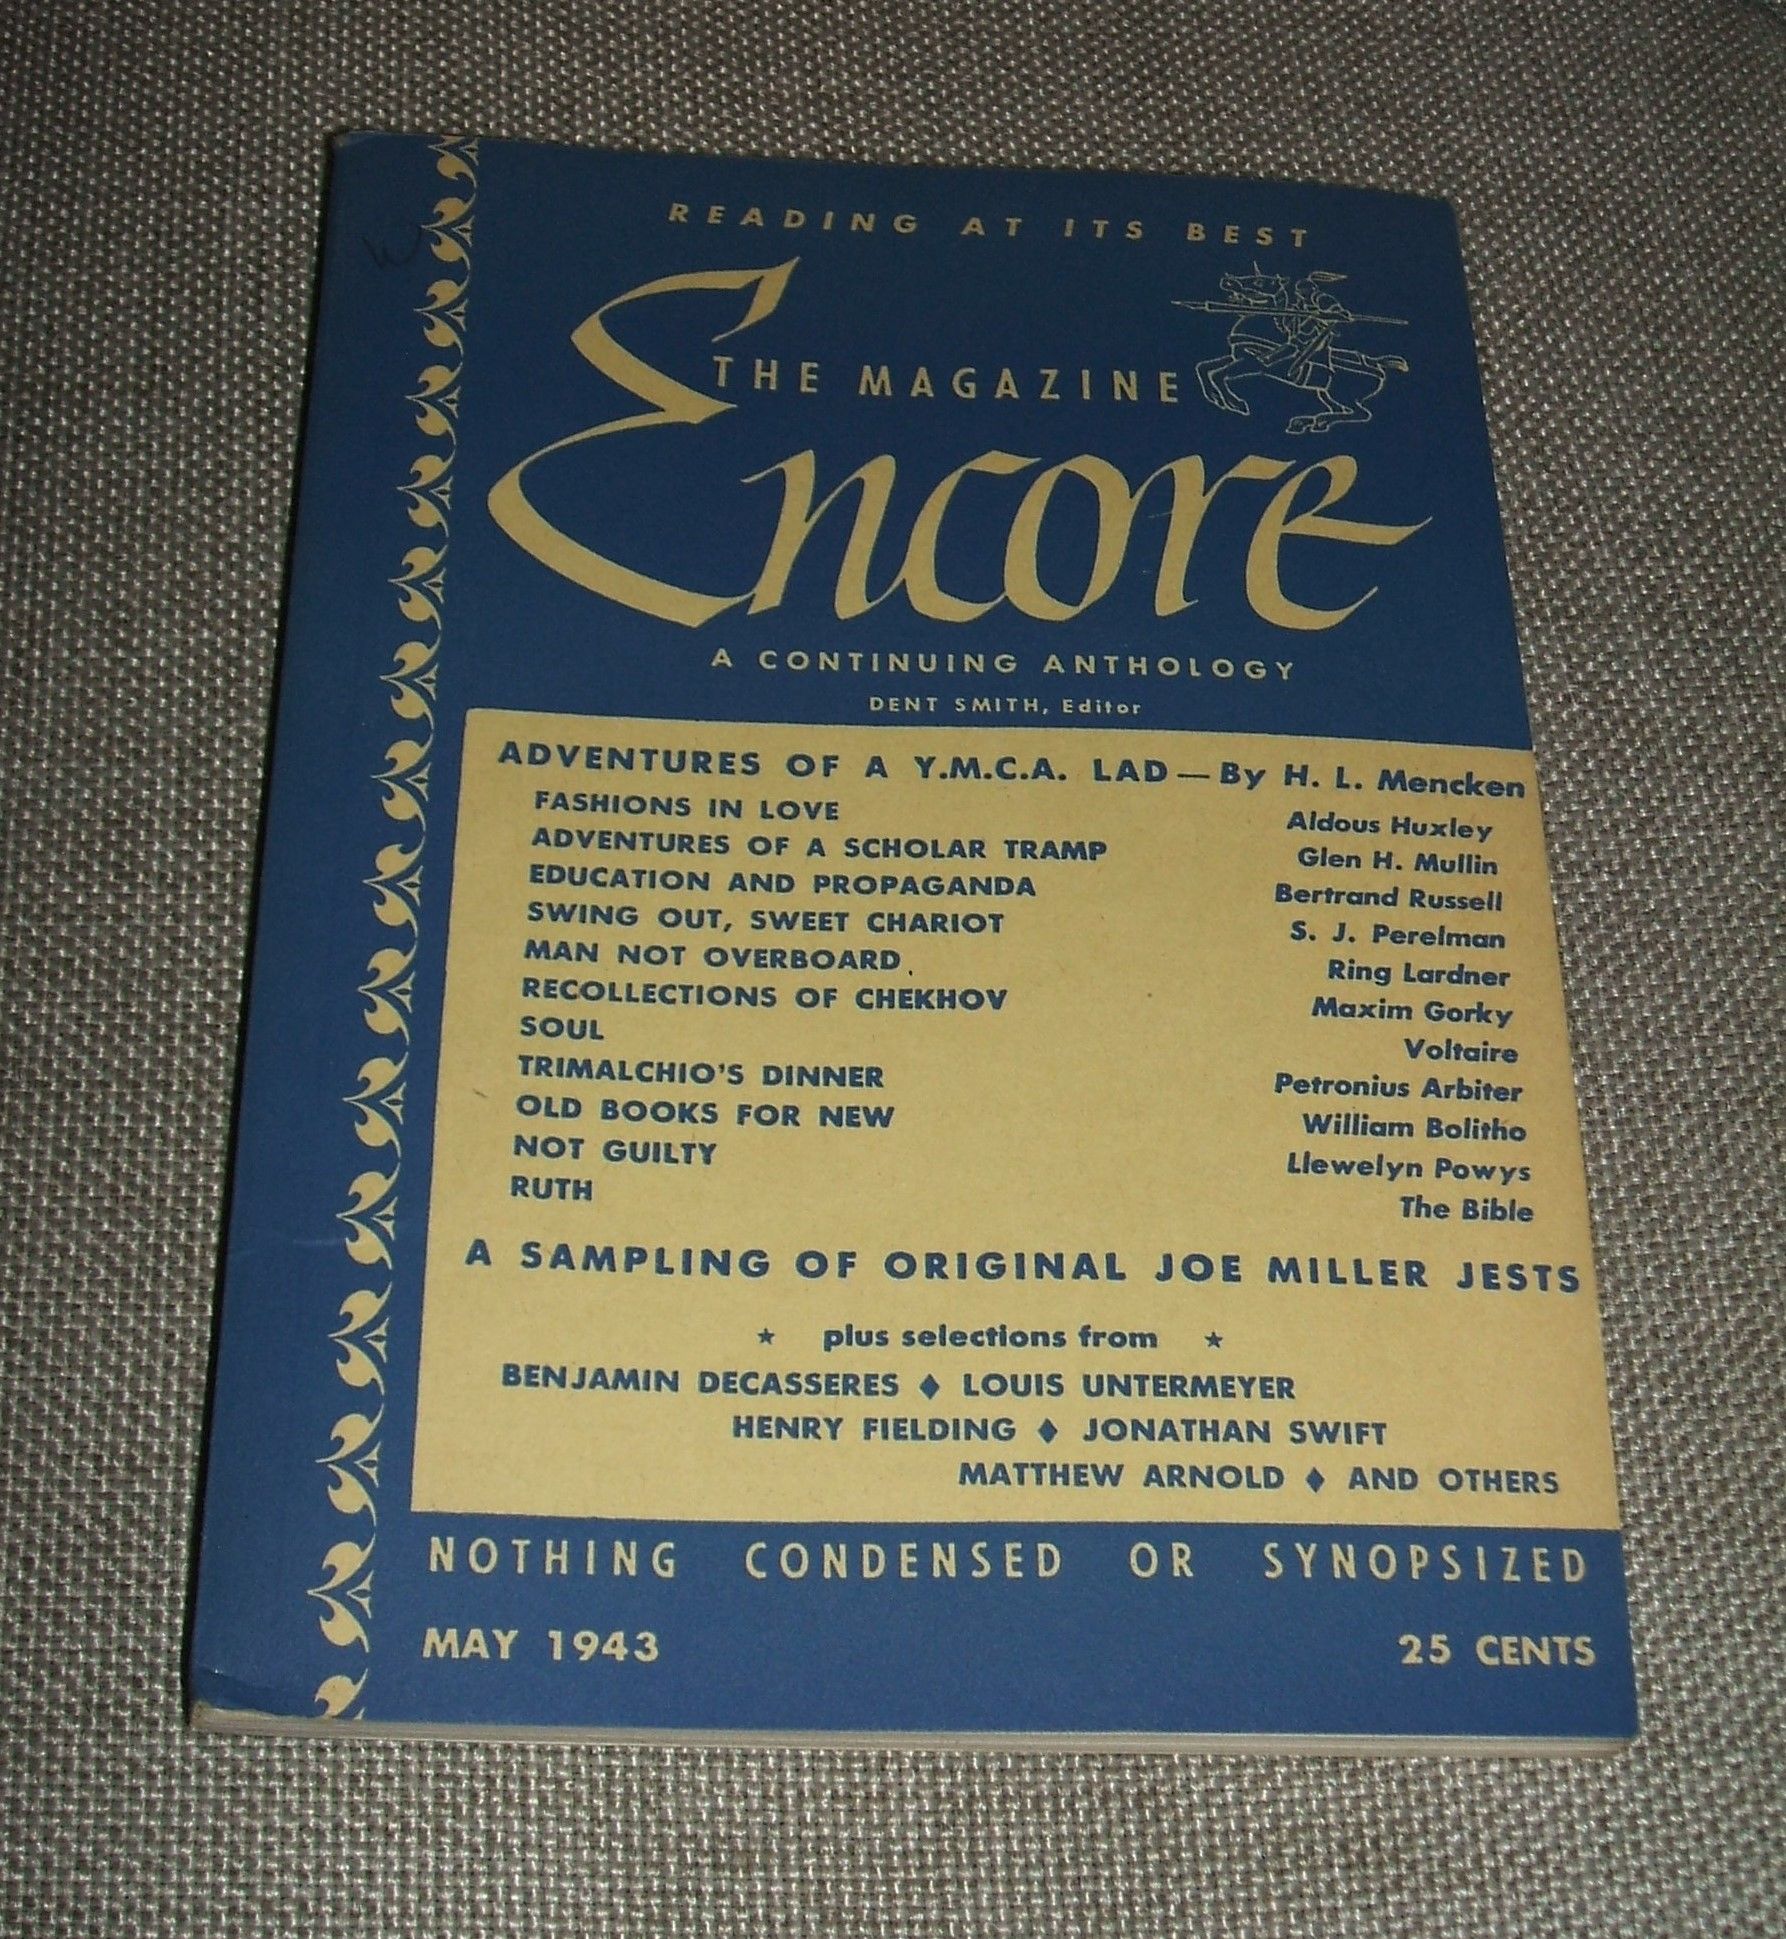 READING AT ITS BEST
THE MAGAZINE
Encore
A CONTINUING ANTHOLOGY
DENT SMITH, Editor
ADVENTURES OF A Y.M.C.A. LAD — By H. L. Mencken
FASHIONS IN LOVE Aldous Huxley
ADVENTURES OF A SCHOLAR TRAMP Glen H. Mullin
EDUCATION AND PROPAGANDA Bertrand Russell
SWING OUT, SWEET CHARIOT S. J. Perelman
MAN NOT OVERBOARD Ring Lardner
RECOLLECTIONS OF CHEKHOV Maxim Gorky
SOUL Voltaire
TRIMALCHIO'S DINNER Petronius Arbiter
OLD BOOKS FOR NEW William Bolitho
NOT GUILTY Llewelyn Powys
RUTH The Bible
A SAMPLING OF ORIGINAL JOE MILLER JESTS
★ plus selections from ★
BENJAMIN DECASSERES ♦ LOUIS UNTERMEYER
HENRY FIELDING ♦ JONATHAN SWIFT
MATTHEW ARNOLD ♦ AND OTHERS
NOTHING CONDENSED OR SYNOPSIZED
MAY 1943 25 CENTS